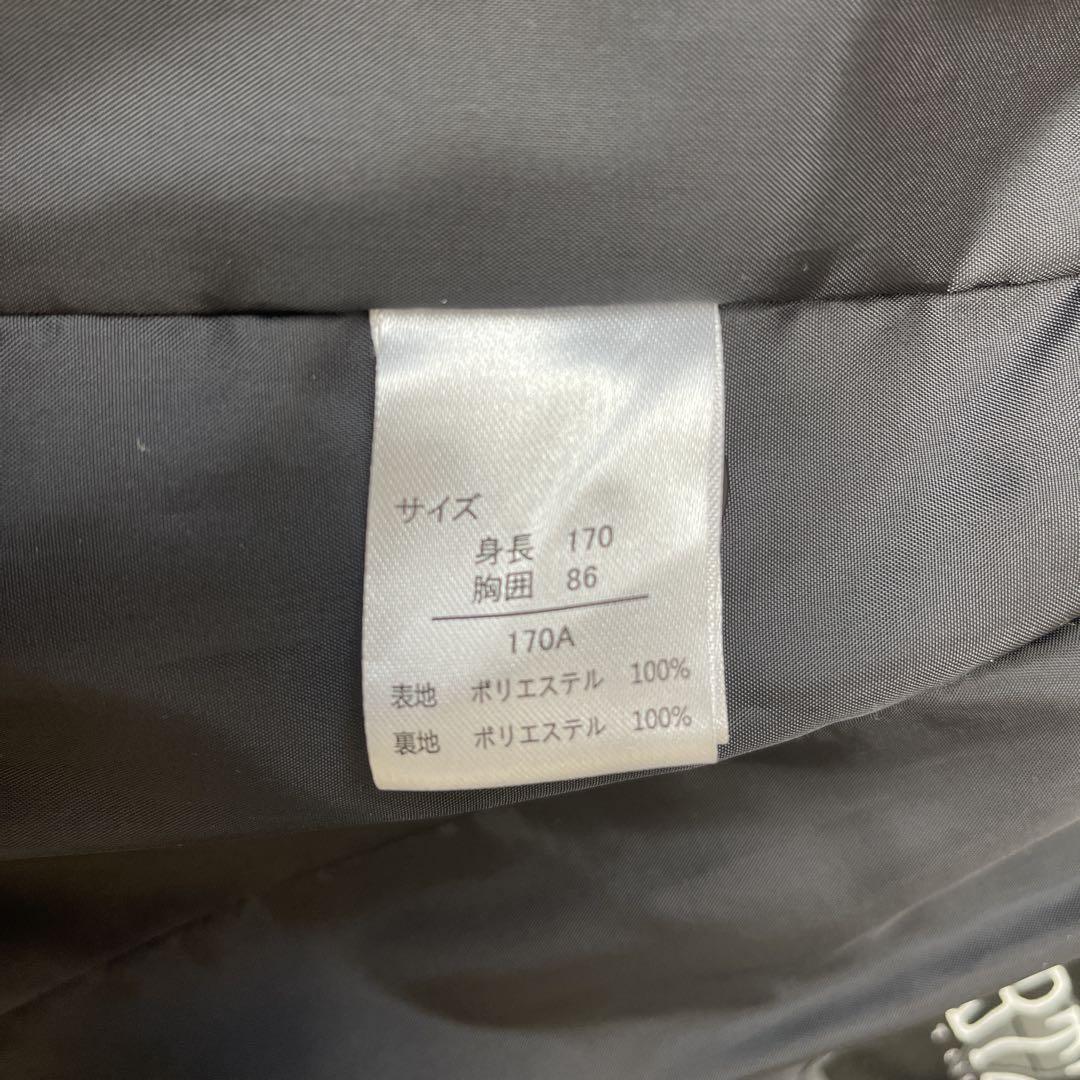 サイズ
身長 170
胸囲 86
170A
表地 ポリエステル 100%
裏地 ポリエステル 100%